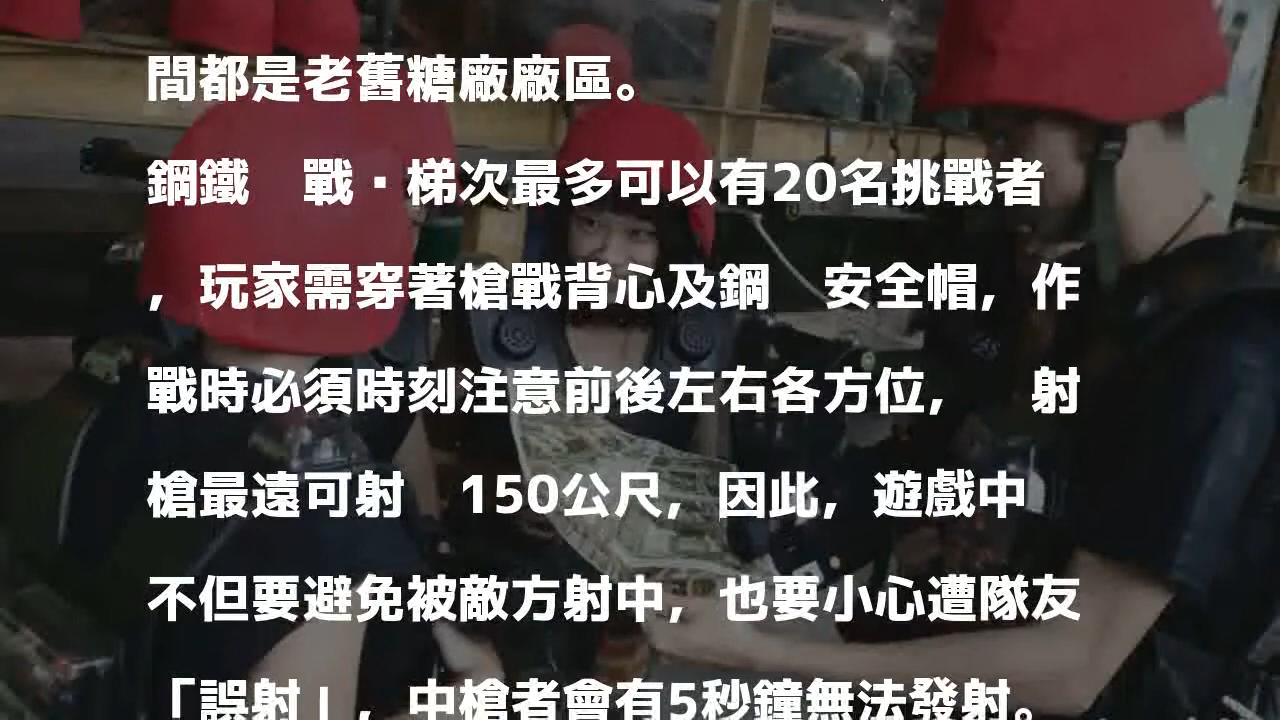 間都是老舊糖廠廠區。
鋼鐵 戰·梯次最多可以有20名挑戰者
，玩家需穿著槍戰背心及鋼 安全帽，作
戰時必須時刻注意前後左右各方位， 射
槍最遠可射 150公尺，因此，遊戲中
不但要避免被敵方射中，也要小心遭隊友
「誤射」，中槍者會有5秒鐘無法發射。